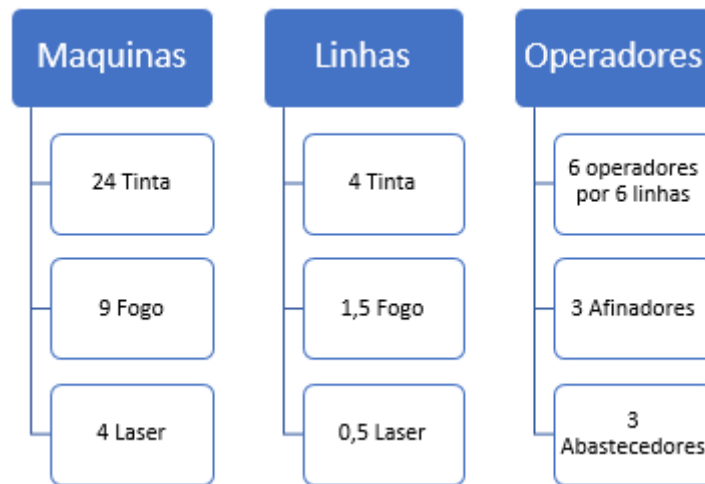 Maquinas
24 Tinta
9 Fogo
4 Laser
Linhas
4 Tinta
1,5 Fogo
0,5 Laser
Operadores
6 operadores
por 6 linhas
3 Afinadores
3
Abastecedores